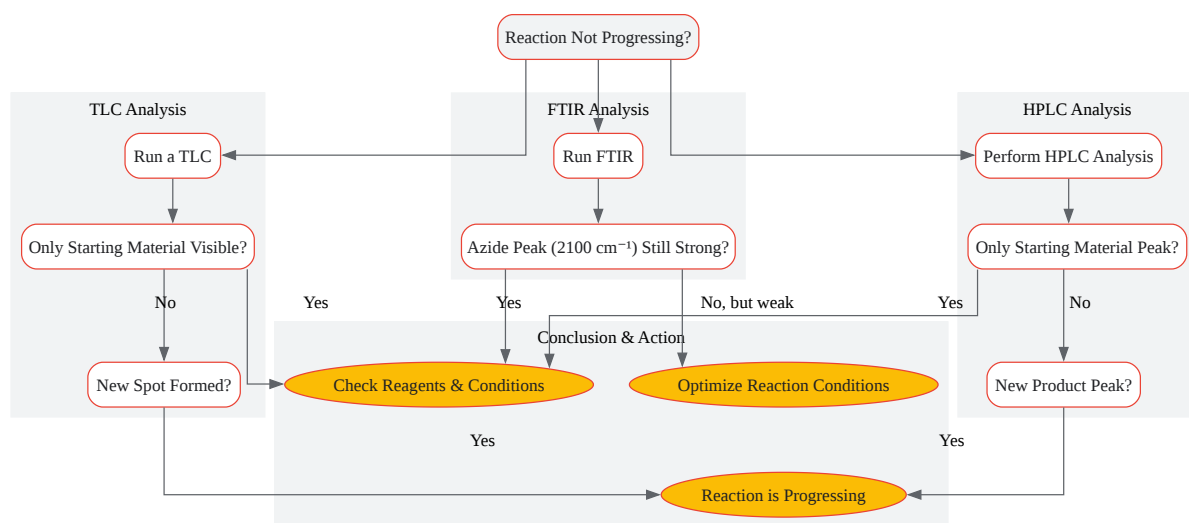 Reaction Not Progressing?
TLC Analysis
FTIR Analysis
HPLC Analysis
Run a TLC
Run FTIR
Perform HPLC Analysis
Only Starting Material Visible?
Azide Peak (2100 cm⁻¹) Still Strong?
Only Starting Material Peak?
No
Yes
Yes
No, but weak
Yes
No
Conclusion & Action
New Spot Formed?
Check Reagents & Conditions
Optimize Reaction Conditions
New Product Peak?
Yes
Yes
Reaction is Progressing